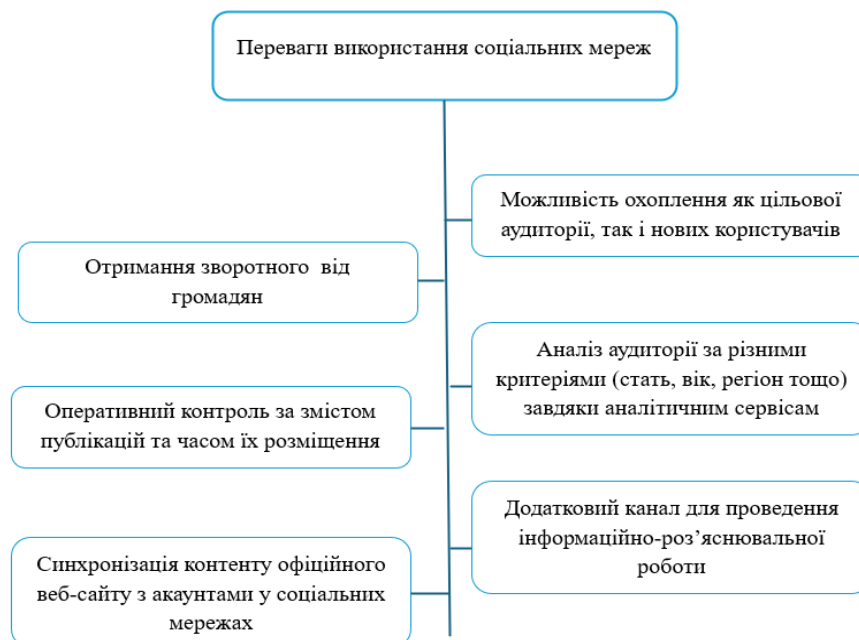 Переваги використання соціальних мереж
Можливість охоплення як цільової
аудиторії, так і нових користувачів
Отримання зворотного від
громадян
Аналіз аудиторії за різними
критеріями (стать, вік, регіон тощо)
завдяки аналітичним сервісам
Оперативний контроль за змістом
публікацій та часом їх розміщення
Додатковий канал для проведення
інформаційно-роз’яснювальної
роботи
Синхронізація контенту офіційного
веб-сайту з акаунтами у соціальних
мережах